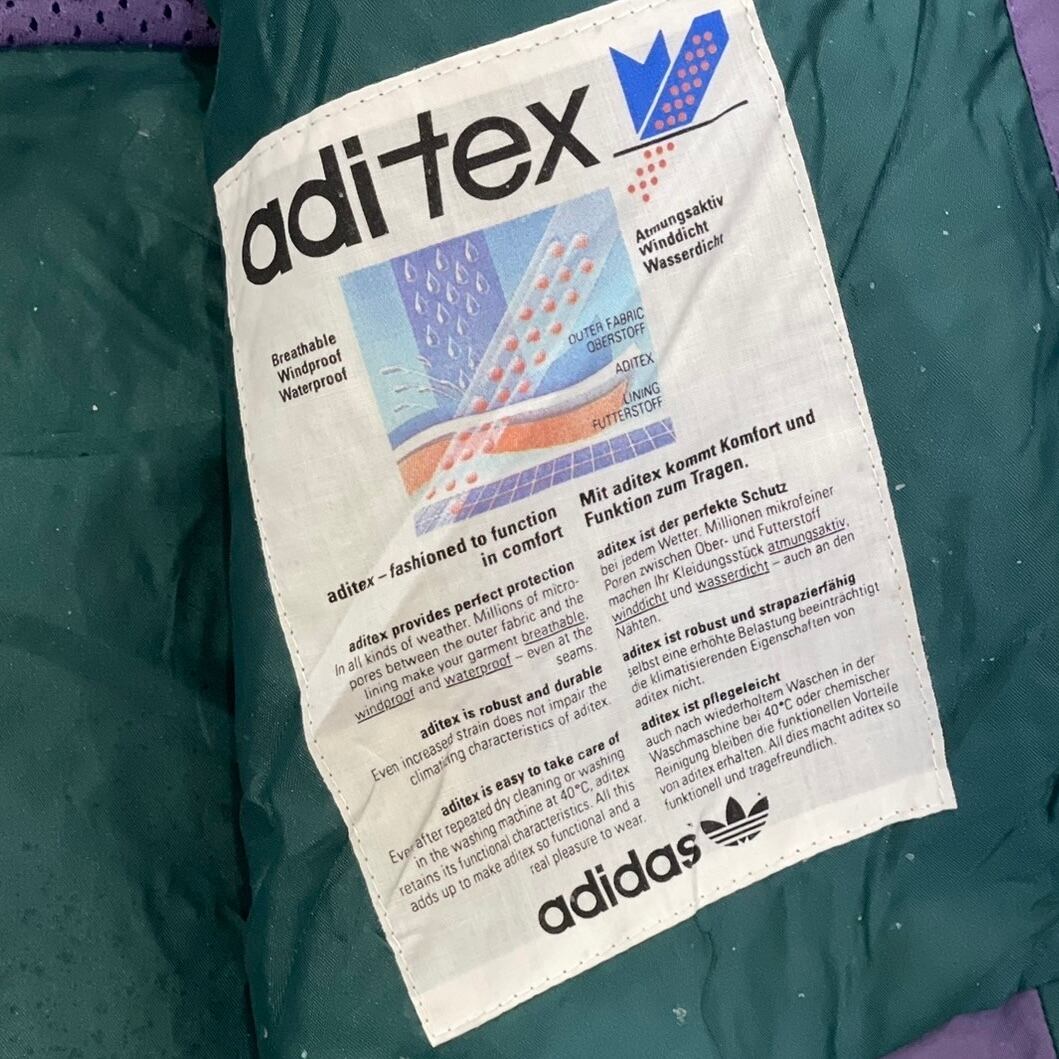 aditex
Atmungsaktiv
Winddicht
Wasserdicht
Breathable
Windproof
Waterproof
OUTER FABRIC
OBERSTOFF
ADITEX
LINING
FUTTERSTOFF
aditex – fashioned to function
in comfort
aditex provides perfect protection
In all kinds of weather. Millions of micro-
pores between the outer fabric and the
lining make your garment breathable,
windproof and waterproof – even at the
seams.
aditex is robust and durable
Even increased strain does not impair the
climatizing characteristics of aditex.
aditex is easy to take care of
Even after repeated dry cleaning or washing
in the washing machine at 40°C, aditex
retains its functional characteristics. All this
adds up to make aditex so functional and a
real pleasure to wear.
Mit aditex kommt Komfort und
Funktion zum Tragen.
aditex ist der perfekte Schutz
bei jedem Wetter. Millionen mikrofeiner
Poren zwischen Ober- und Futterstoff
machen Ihr Kleidungsstück atmungsaktiv,
winddicht und wasserdicht – auch an den
Nähten.
aditex ist robust und strapazierfähig
selbst eine erhöhte Belastung beeinträchtigt
die klimatisierenden Eigenschaften von
aditex nicht.
aditex ist pflegeleicht
auch nach wiederholtem Waschen in der
Waschmaschine bei 40°C oder chemischer
Reinigung bleiben die funktionellen Vorteile
von aditex erhalten. All dies macht aditex so
funktionell und tragefreundlich.
adidas